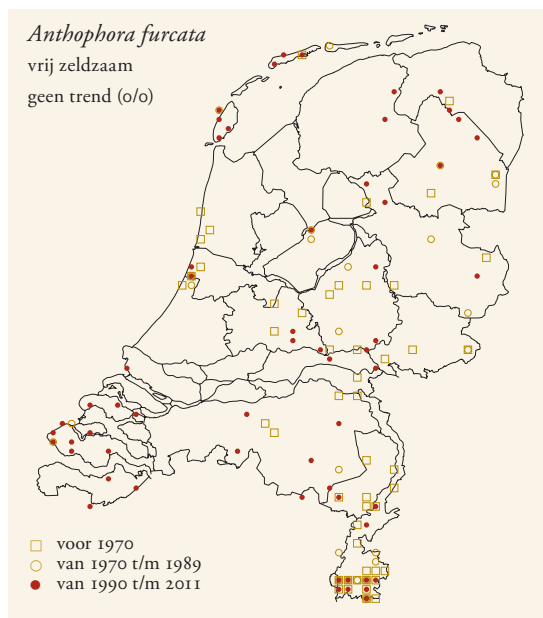 Anthophora furcata
vrij zeldzaam
geen trend (0/0)
voor 1970
van 1970 t/m 1989
van 1990 t/m 2011